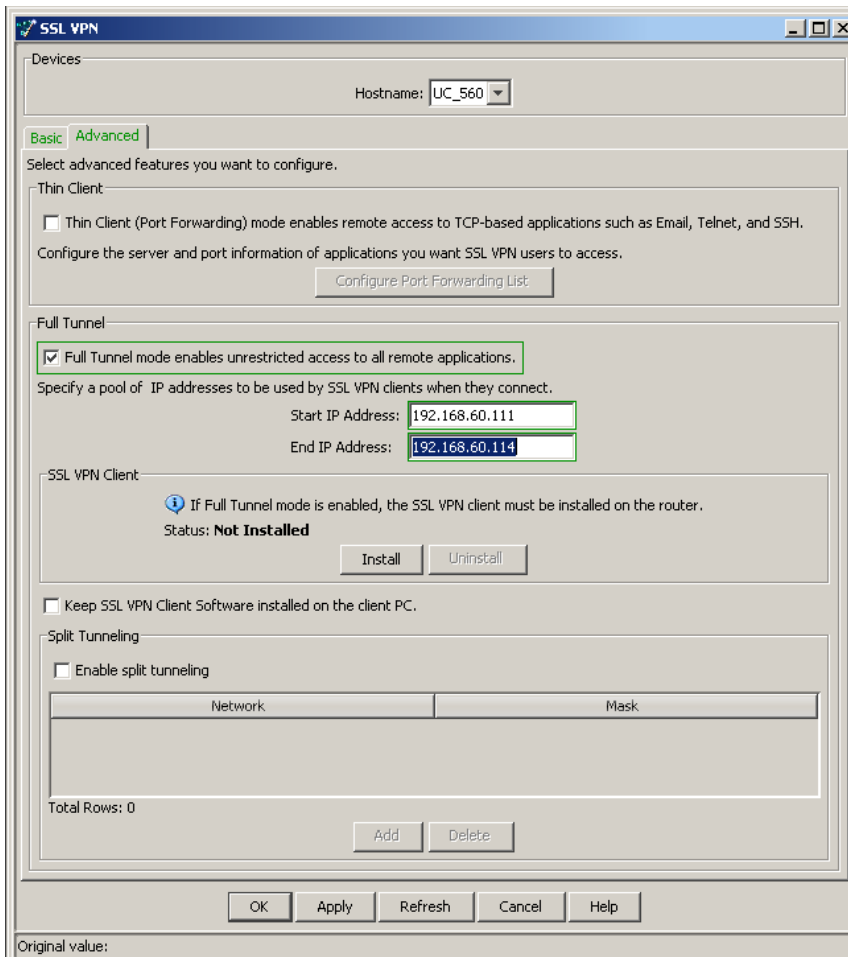 SSL VPN
Devices
Hostname: UC_560
Basic Advanced
Select advanced features you want to configure.
Thin Client
Thin Client (Port Forwarding) mode enables remote access to TCP-based applications such as Email, Telnet, and SSH.
Configure the server and port information of applications you want SSL VPN users to access.
Configure Port Forwarding List
Full Tunnel
Full Tunnel mode enables unrestricted access to all remote applications.
Specify a pool of IP addresses to be used by SSL VPN clients when they connect.
Start IP Address: 192.168.60.111
End IP Address: 192.168.60.114
SSL VPN Client
If Full Tunnel mode is enabled, the SSL VPN client must be installed on the router.
Status: Not Installed
Install Uninstall
Keep SSL VPN Client Software installed on the client PC.
Split Tunneling
Enable split tunneling
Network Mask
Total Rows: 0
Add Delete
OK Apply Refresh Cancel Help
Original value: